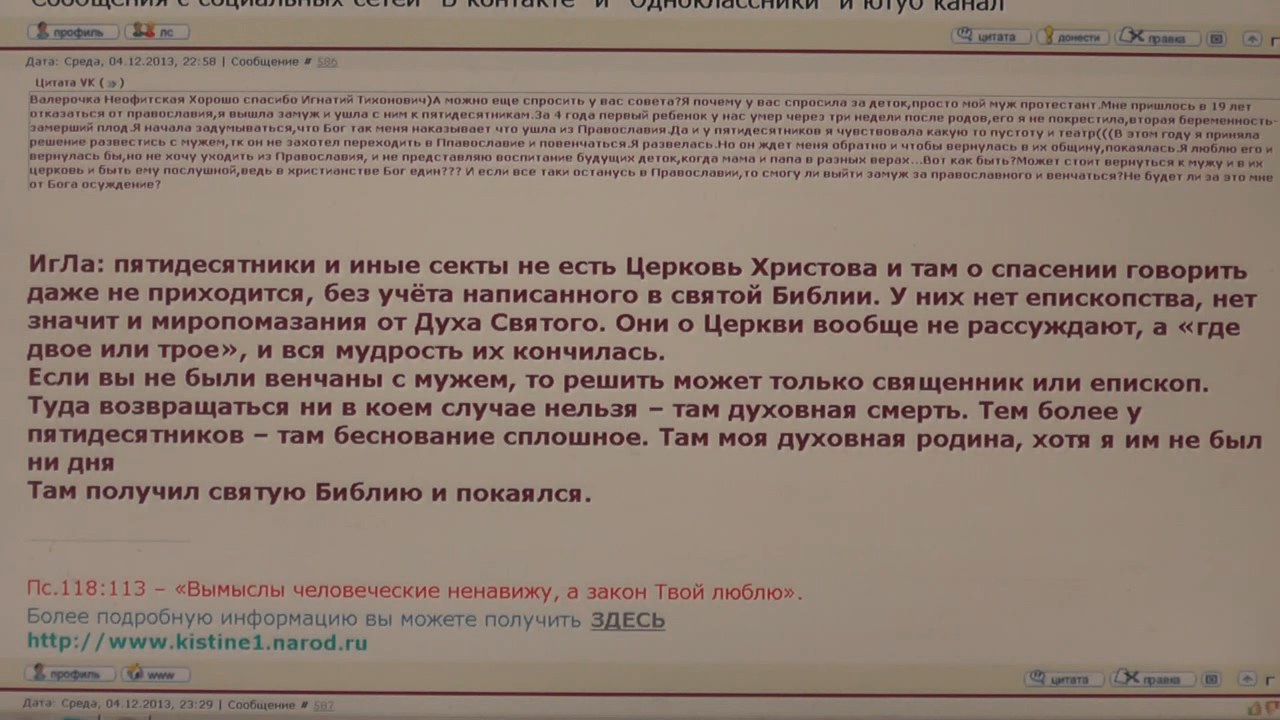 Сообщения с социальных сетей "В контакте" и "Одноклассники" и ютуб канал
профиль лс цитата донести правка
Дата: Среда, 04.12.2013, 22:58 | Сообщение # 586
Цитата VK ( )
Валерочка Неофитская Хорошо спасибо Игнатий Тихонович)А можно еще спросить у вас совета?Я почему у вас спросила за деток,просто мой муж протестант.Мне пришлось в 19 лет
отказаться от православия,я вышла замуж и ушла с ним к пятидесятникам.За 4 года первый ребенок у нас умер через три недели после родов,его я не покрестила,вторая беременность-
замерший плод.Я начала задумываться,что Бог так меня наказывает что ушла из Православия.Да и у пятидесятников я чувствовала какую то пустоту и театр(((В этом году я приняла
решение развестись с мужем,тк он не захотел переходить в Ппавославие и повенчаться.Я развелась.Но он ждет меня обратно и чтобы вернулась в их общину,покаялась.Я люблю его и
вернулась бы,но не хочу уходить из Православия, и не представляю воспитание будущих деток,когда мама и папа в разных верах...Вот как быть?Может стоит вернуться к мужу и в их
церковь и быть ему послушной,ведь в христианстве Бог един??? И если все таки останусь в Православии,то смогу ли выйти замуж за православного и венчаться?Не будет ли за это мне
от Бога осуждение?
ИгЛа: пятидесятники и иные секты не есть Церковь Христова и там о спасении говорить
даже не приходится, без учёта написанного в святой Библии. У них нет епископства, нет
значит и миропомазания от Духа Святого. Они о Церкви вообще не рассуждают, а «где
двое или трое», и вся мудрость их кончилась.
Если вы не были венчаны с мужем, то решить может только священник или епископ.
Туда возвращаться ни в коем случае нельзя – там духовная смерть. Тем более у
пятидесятников – там беснование сплошное. Там моя духовная родина, хотя я им не был
ни дня
Там получил святую Библию и покаялся.
Пс.118:113 – «Вымыслы человеческие ненавижу, а закон Твой люблю».
Более подробную информацию вы можете получить ЗДЕСЬ
http://www.kistine1.narod.ru
профиль www цитата правка
Дата: Среда, 04.12.2013, 23:29 | Сообщение # 587